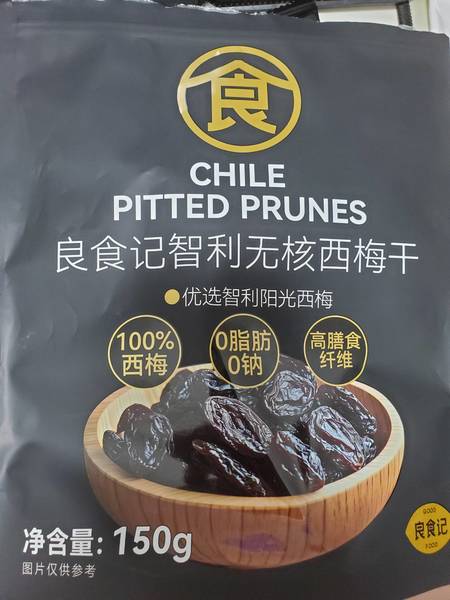 食
CHILE
PITTED PRUNES
良食记智利无核西梅干
优选智利阳光西梅
100%
西梅
0脂肪
0钠
高膳食
纤维
GOOD
良食记
FOOD
净含量: 150g
图片仅供参考